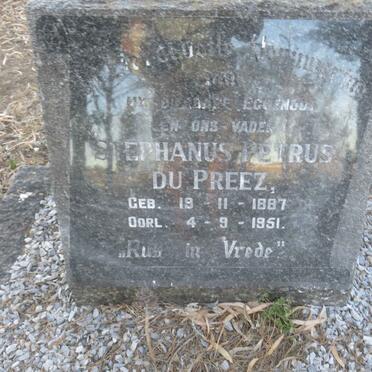 MY DIERBARE EGGENOOT
EN ONS VADER
STEPHANUS PETRUS
DU PREEZ,
GEB. 19 - 11 - 1887
OORL. 4 - 9 - 1951.
„Rus in Vrede"